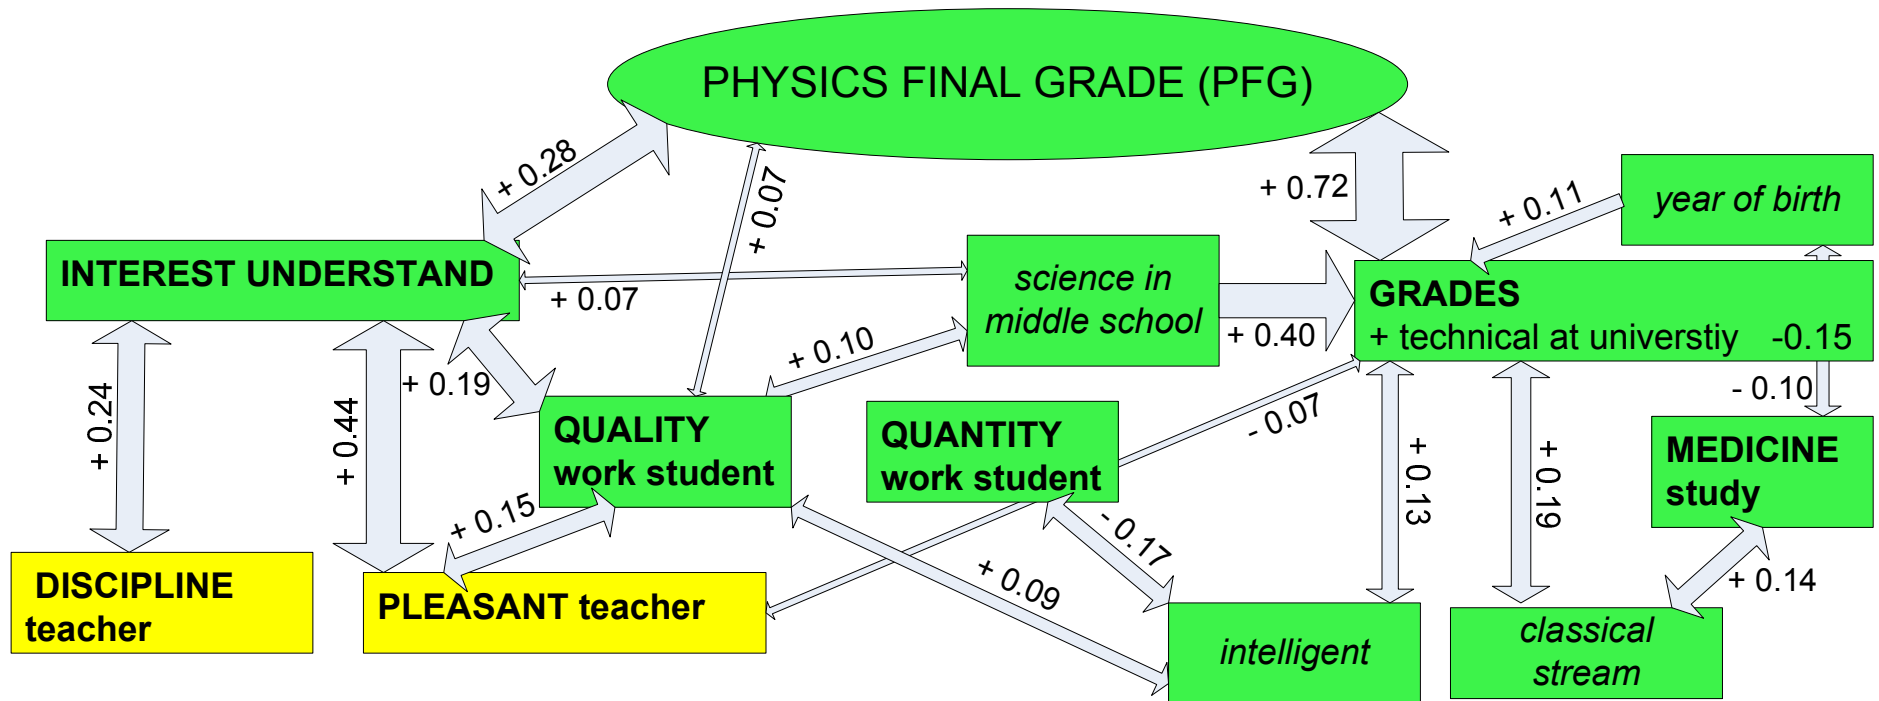 PHYSICS FINAL GRADE (PFG)
+ 0.28
+ 0.07
+ 0.72
+ 0.11
year of birth
INTEREST UNDERSTAND
+ 0.07
science in
middle school
+ 0.40
GRADES
+ technical at universtiy -0.15
+ 0.24
+ 0.44
+ 0.19
+ 0.10
- 0.07
- 0.10
QUALITY
work student
QUANTITY
work student
+ 0.13
+ 0.19
MEDICINE
study
+ 0.15
- 0.17
+ 0.09
+ 0.14
DISCIPLINE
teacher
PLEASANT teacher
intelligent
classical
stream